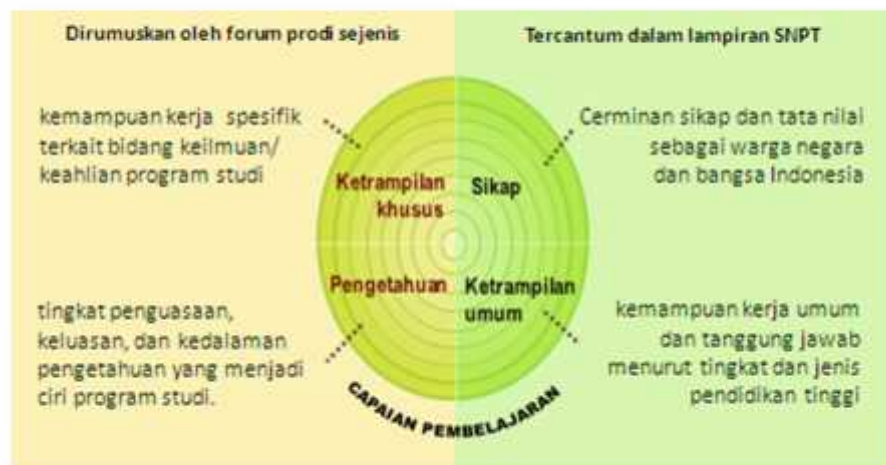 Dirumuskan oleh forum prodi sejenis
Tercantum dalam lampiran SNPT
kemampuan kerja spesifik
terkait bidang keilmuan/
keahlian program studi
Ketrampilan
khusus
Sikap
Cerminan sikap dan tata nilai
sebagai warga negara
dan bangsa Indonesia
Pengetahuan
Ketrampilan
umum
tingkat penguasaan,
keluasan, dan kedalaman
pengetahuan yang menjadi
ciri program studi.
kemampuan kerja umum
dan tanggung jawab
menurut tingkat dan jenis
pendidikan tinggi
CAPAIAN PEMBELAJARAN